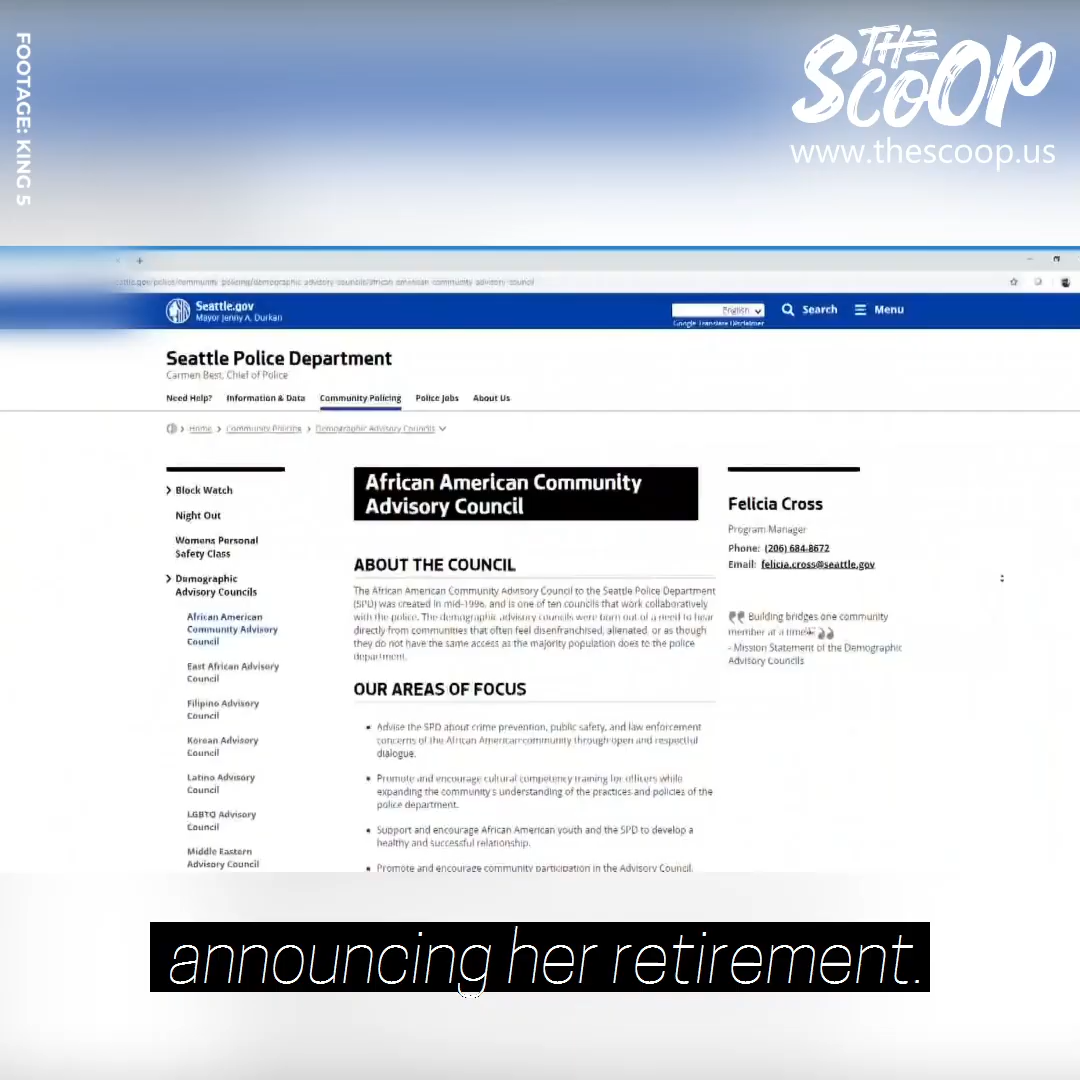 FOOTAGE: KING 5
THE
SCOOP
www.thescoop.us
Seattle.gov
Mayor Jenny A. Durkan
English
Google Translate Disclaimer
Search
Menu
Seattle Police Department
Carmen Best, Chief of Police
Need Help? Information & Data Community Policing Police Jobs About Us
Home > Community Policing > Demographic Advisory Councils
Block Watch
Night Out
Womens Personal
Safety Class
Demographic
Advisory Councils
African American
Community Advisory
Council
East African Advisory
Council
Filipino Advisory
Council
Korean Advisory
Council
Latino Advisory
Council
LGBTQ Advisory
Council
Middle Eastern
Advisory Council
African American Community
Advisory Council
ABOUT THE COUNCIL
The African American Community Advisory Council to the Seattle Police Department
(SPD) was created in mid-1996, and is one of ten councils that work collaboratively
with the police. The demographic advisory councils were born out of a need to hear
directly from communities that often feel disenfranchised, alienated, or as though
they do not have the same access as the majority population does to the police
department.
OUR AREAS OF FOCUS
Advise the SPD about crime prevention, public safety, and law enforcement
concerns of the African American community through open and respectful
dialogue.
Promote and encourage cultural competency training for officers while
expanding the community's understanding of the practices and policies of the
police department.
Support and encourage African American youth and the SPD to develop a
healthy and successful relationship.
Promote and encourage community participation in the Advisory Council.
Felicia Cross
Program Manager
Phone: (206) 684-8672
Email: felicia.cross@seattle.gov
Building bridges one community
member at a time
- Mission Statement of the Demographic
Advisory Councils
announcing her retirement.